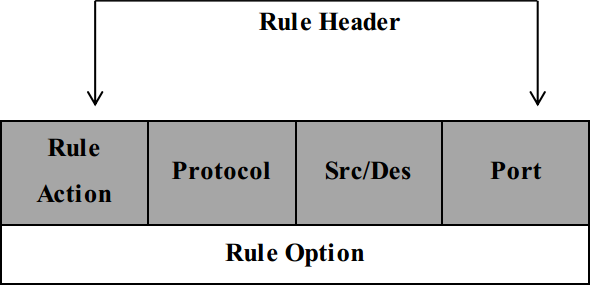 Rule Header
Rule
Action
Protocol
Src/Des
Port
Rule Option